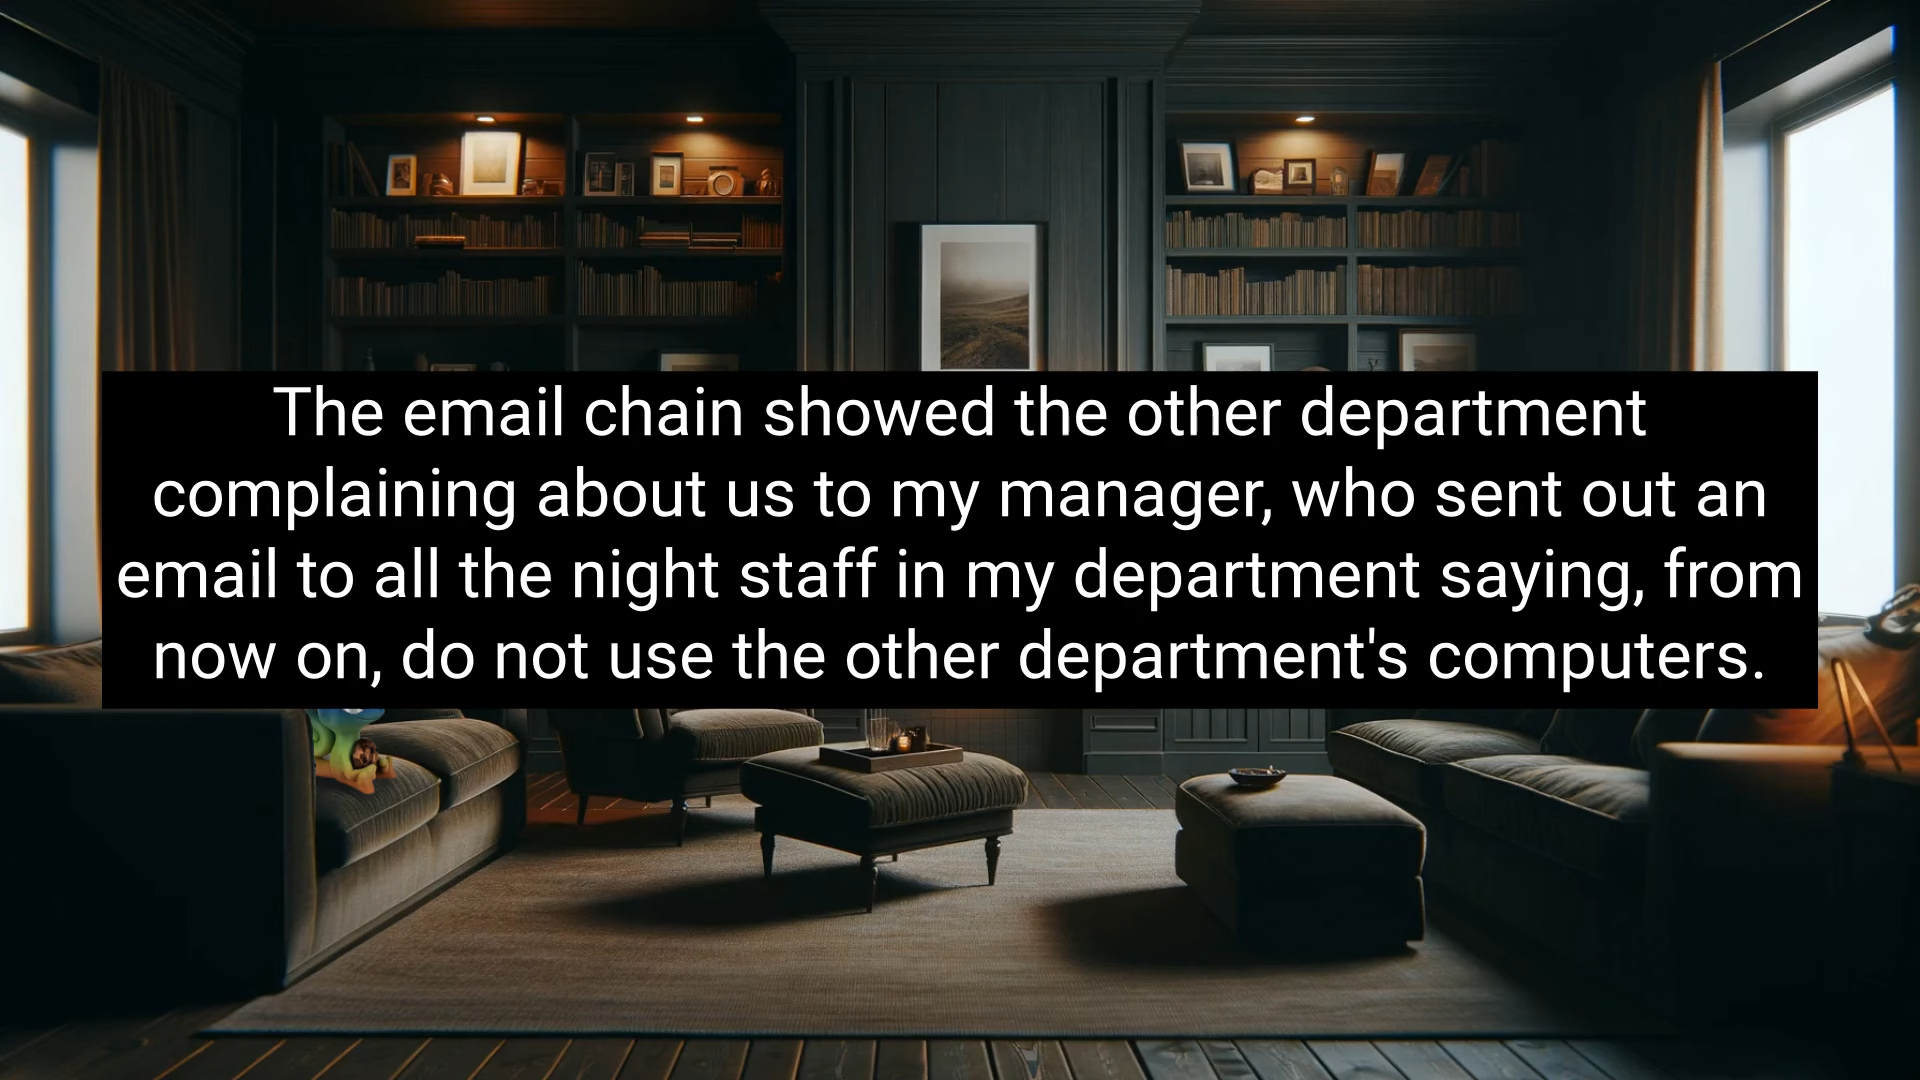 The email chain showed the other department
complaining about us to my manager, who sent out an
email to all the night staff in my department saying, from
now on, do not use the other department's computers.